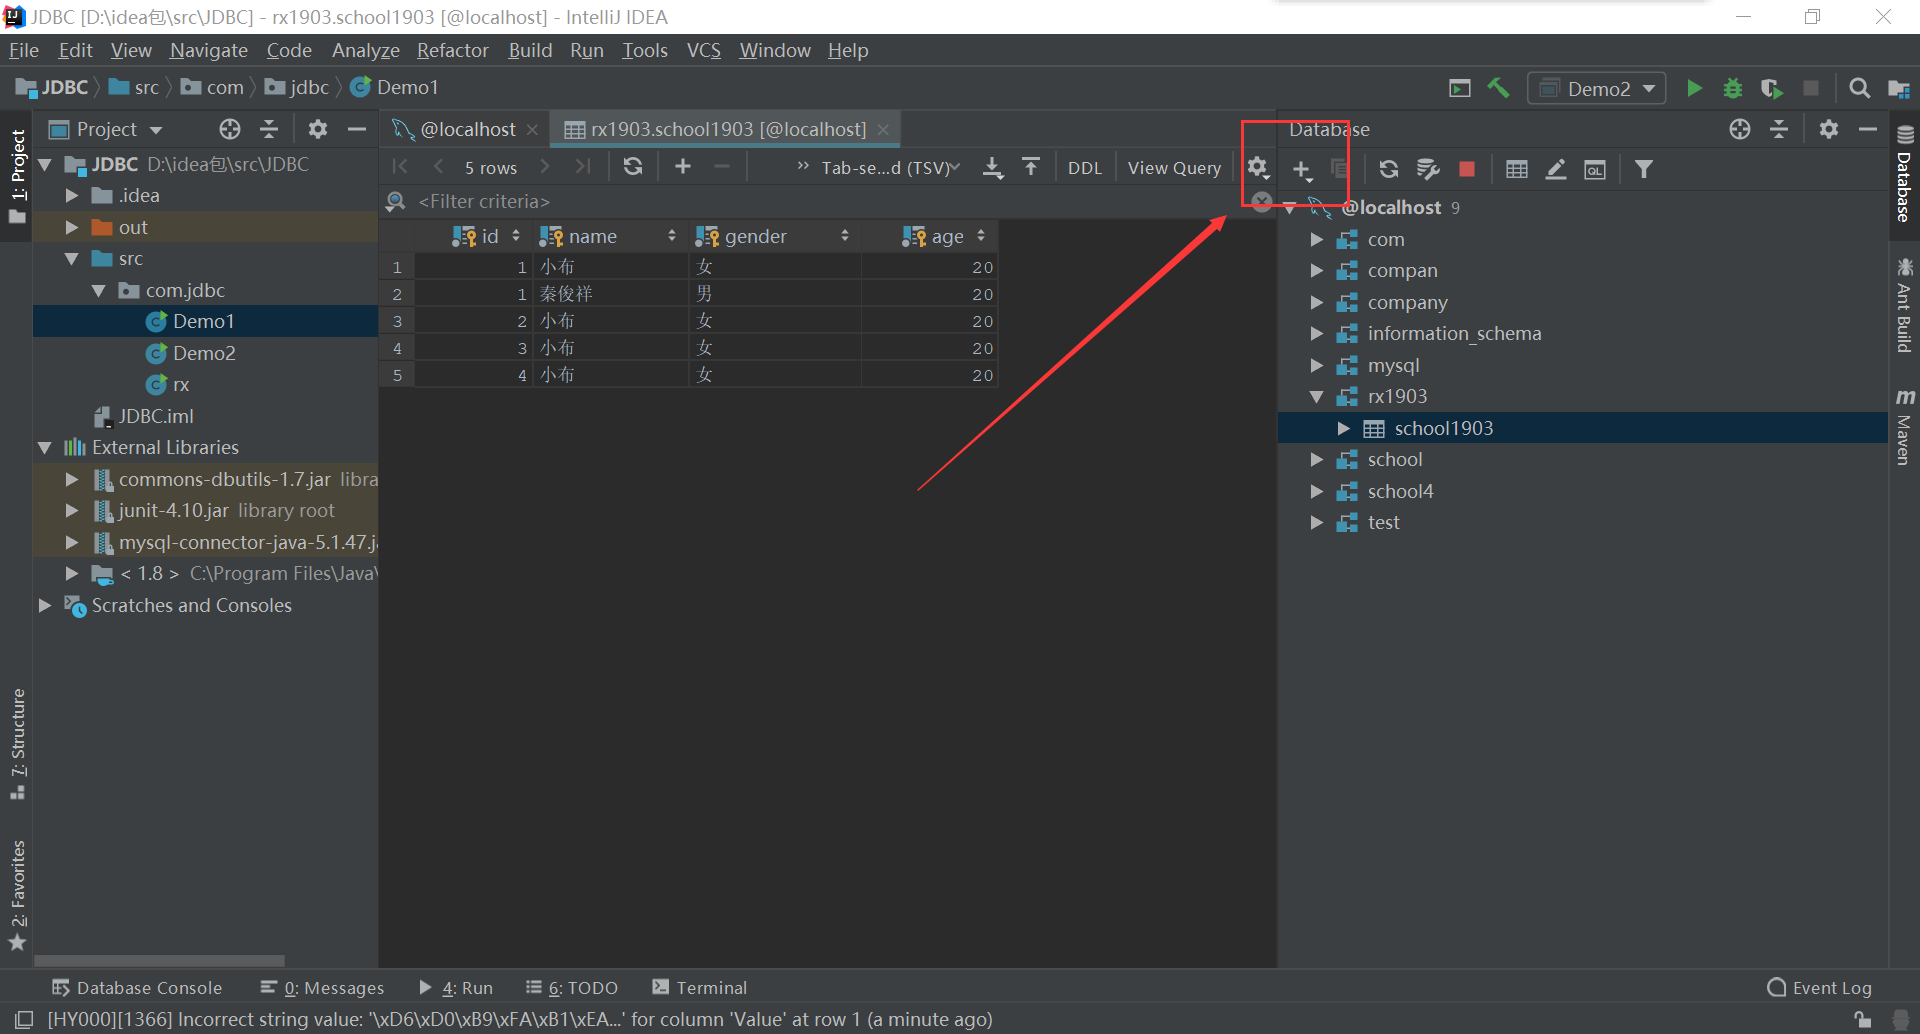 JDBC [D:\idea包\src\JDBC] - rx1903.school1903 [@localhost] - IntelliJ IDEA
File Edit View Navigate Code Analyze Refactor Build Run Tools VCS Window Help
JDBC src com jdbc Demo1
Demo2
1: Project
7: Structure
2: Favorites
Project
JDBC D:\idea包\src\JDBC
.idea
out
src
com.jdbc
Demo1
Demo2
rx
JDBC.iml
External Libraries
commons-dbutils-1.7.jar libra
junit-4.10.jar library root
mysql-connector-java-5.1.47.ja
< 1.8 > C:\Program Files\Java\
Scratches and Consoles
@localhost rx1903.school1903 [@localhost]
5 rows Tab-se...d (TSV) DDL View Query
<Filter criteria>
id name gender age
1 1 小布 女 20
2 1 秦俊祥 男 20
3 2 小布 女 20
4 3 小布 女 20
5 4 小布 女 20
Database
@localhost 9
com
compan
company
information_schema
mysql
rx1903
school1903
school
school4
test
Database
Ant Build
Maven
Database Console 0: Messages 4: Run 6: TODO Terminal Event Log
[HY000][1366] Incorrect string value: '\xD6\xD0\xB9\xFA\xB1\xEA...' for column 'Value' at row 1 (a minute ago)